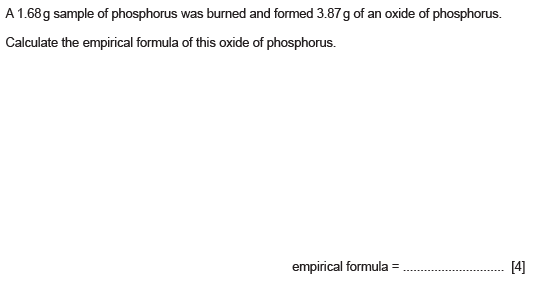 A 1.68 g sample of phosphorus was burned and formed 3.87 g of an oxide of phosphorus.
Calculate the empirical formula of this oxide of phosphorus.
empirical formula = ............................. [4]